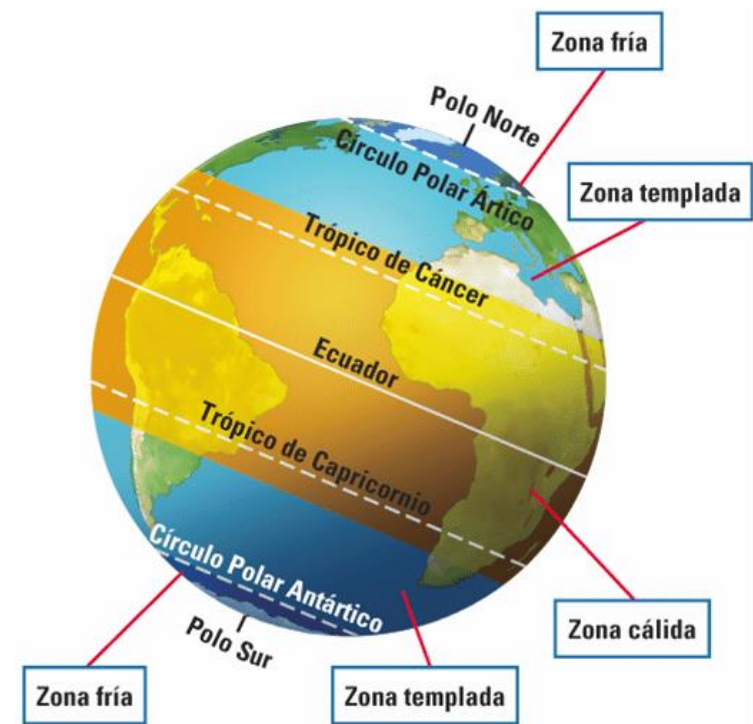 Zona fría
Polo Norte
Círculo Polar Ártico
Zona templada
Trópico de Cáncer
Ecuador
Trópico de Capricornio
Círculo Polar Antártico
Polo Sur
Zona cálida
Zona fría
Zona templada